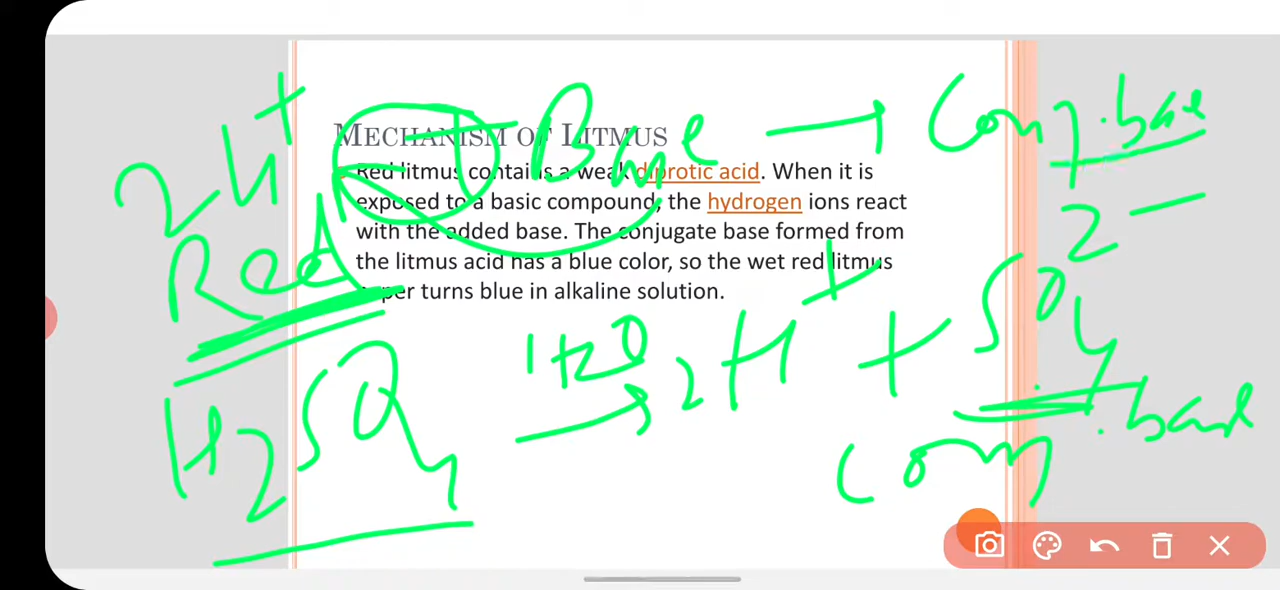 2H+
Base → Conj.base
MECHANISM OF LITMUS
Red litmus contains a weak diprotic acid. When it is
exposed to a basic compound, the hydrogen ions react
with the added base. The conjugate base formed from
the litmus acid has a blue color, so the wet red litmus
paper turns blue in alkaline solution.
Red
H2SO4 H2O → 2H+ + SO4 2-
Conj.base